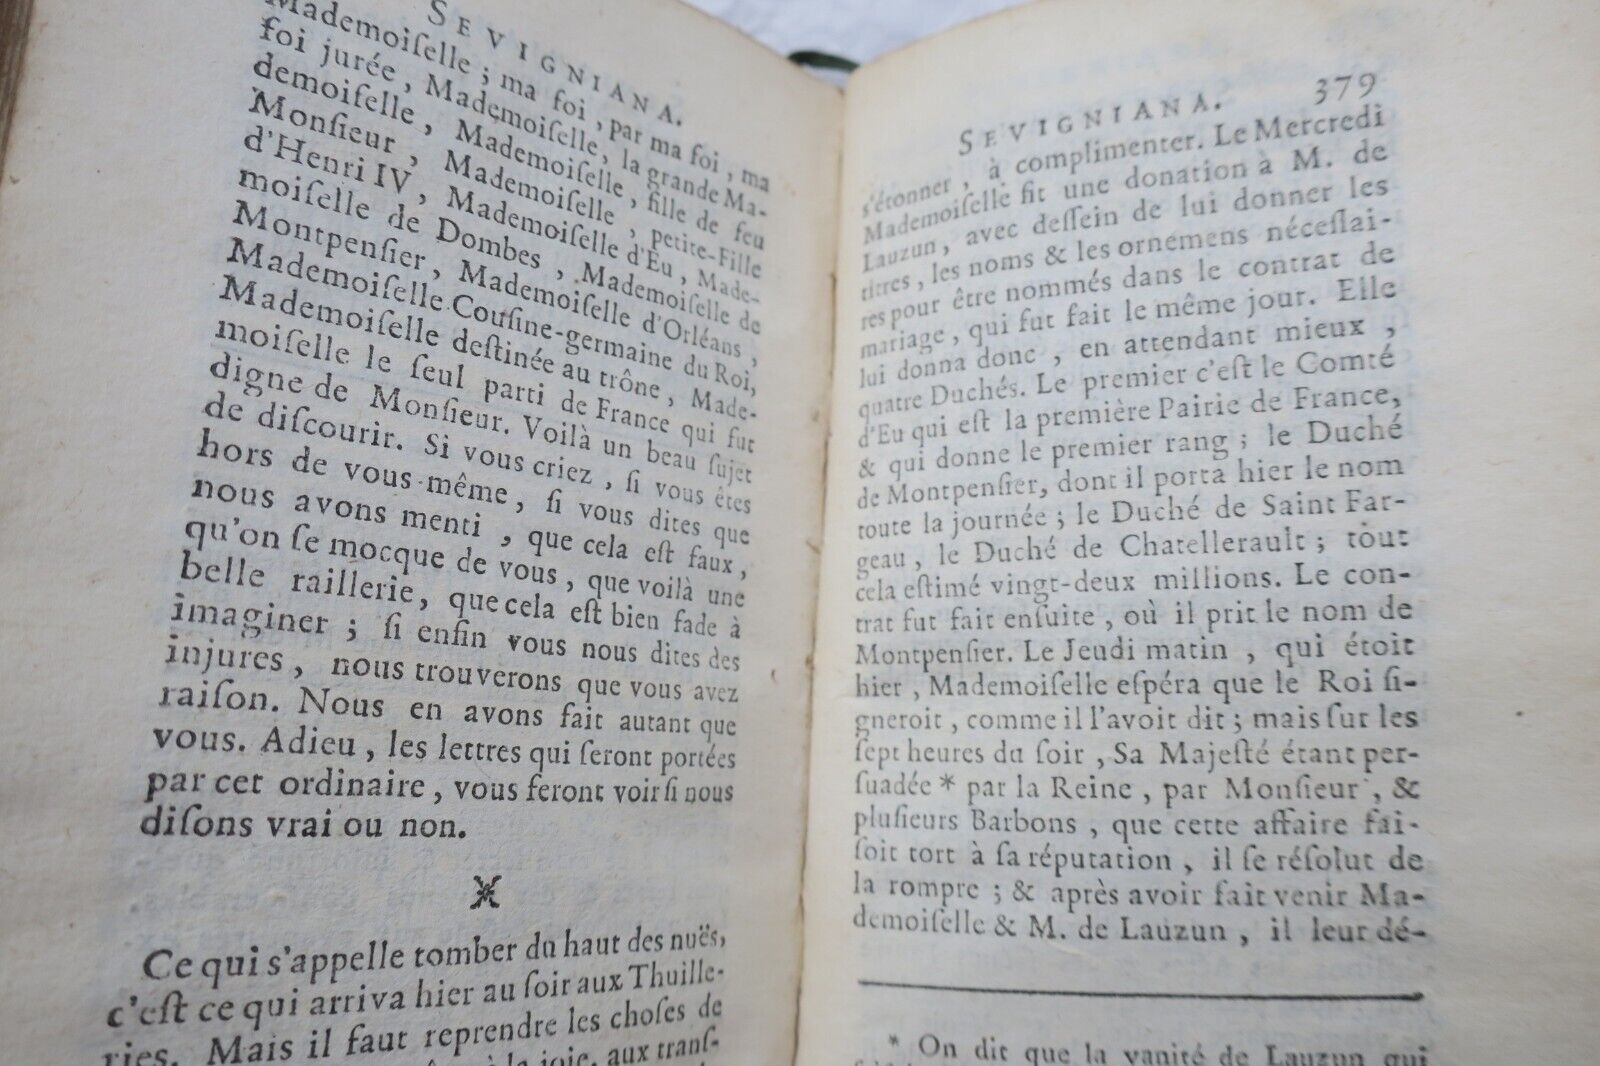 SEVIGNIANA.
Mademoiſelle ; ma foi , par ma foi , ma
foi jurée , Mademoiſelle, la grande Ma-
demoiſelle , Mademoiſelle , fille de feu
Monſieur , Mademoiſelle , petite-Fille
d'Henri IV , Mademoiſelle d'Eu , Made-
moiſelle de Dombes , Mademoiſelle de
Montpenſier, Mademoiſelle d'Orléans ,
Mademoiſelle Couſine-germaine du Roi,
Mademoiſelle deſtinée au trône , Made-
moiſelle le ſeul parti de France qui fut
digne de Monſieur. Voilà un beau ſujet
de diſcourir. Si vous criez , ſi vous êtes
hors de vous-même, ſi vous dites que
nous avons menti , que cela eſt faux,
qu'on ſe mocque de vous , que voilà une
belle raillerie, que cela eſt bien fade à
imaginer ; ſi enfin vous nous dites des
injures , nous trouverons que vous avez
raiſon. Nous en avons fait autant que
vous. Adieu , les lettres qui ſeront portées
par cet ordinaire , vous feront voir ſi nous
diſons vrai ou non.
Ce qui s'appelle tomber du haut des nuës,
c'eſt ce qui arriva hier au ſoir aux Thuille-
ries. Mais il faut reprendre les choſes de
à la joie, aux tranſ-
SEVIGNIANA. 379
s'étonner , à complimenter. Le Mercredi
Mademoiſelle fit une donation à M. de
Lauzun, avec deſſein de lui donner les
titres , les noms & les ornemens néceſſai-
res pour être nommés dans le contrat de
mariage, qui fut fait le même jour. Elle
lui donna donc , en attendant mieux ,
quatre Duchés. Le premier c'eſt le Comté
d'Eu qui eſt la première Pairie de France,
& qui donne le premier rang ; le Duché
de Montpenſier, dont il porta hier le nom
toute la journée ; le Duché de Saint Far-
geau , le Duché de Chatellerault ; tout
cela eſtimé vingt-deux millions. Le con-
trat fut fait enſuite , où il prit le nom de
Montpenſier. Le Jeudi matin , qui étoit
hier , Mademoiſelle eſpéra que le Roi ſi-
gneroit , comme il l'avoit dit ; mais ſur les
ſept heures du ſoir , Sa Majeſté étant per-
ſuadée * par la Reine , par Monſieur , &
pluſieurs Barbons , que cette affaire fai-
ſoit tort à ſa réputation , il ſe réſolut de
la rompre ; & après avoir fait venir Ma-
demoiſelle & M. de Lauzun , il leur dé-
* On dit que la vanité de Lauzun qui